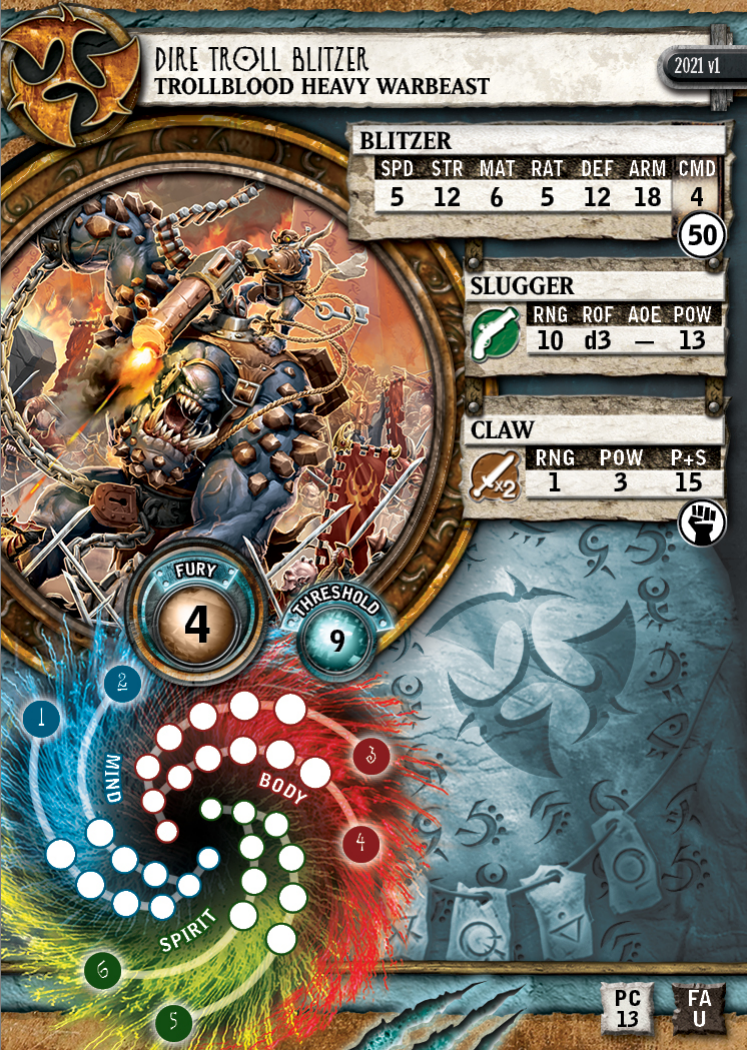 DIRE TROLL BLITZER
TROLLBLOOD HEAVY WARBEAST
2021 v1
BLITZER
SPD STR MAT RAT DEF ARM CMD
5 12 6 5 12 18 4
50
SLUGGER
RNG ROF AOE POW
10 d3 — 13
CLAW
x2
RNG POW P+S
1 3 15
FURY
4
THRESHOLD
9
1
2
MIND
3
BODY
4
SPIRIT
6
5
PC
13
FA
U